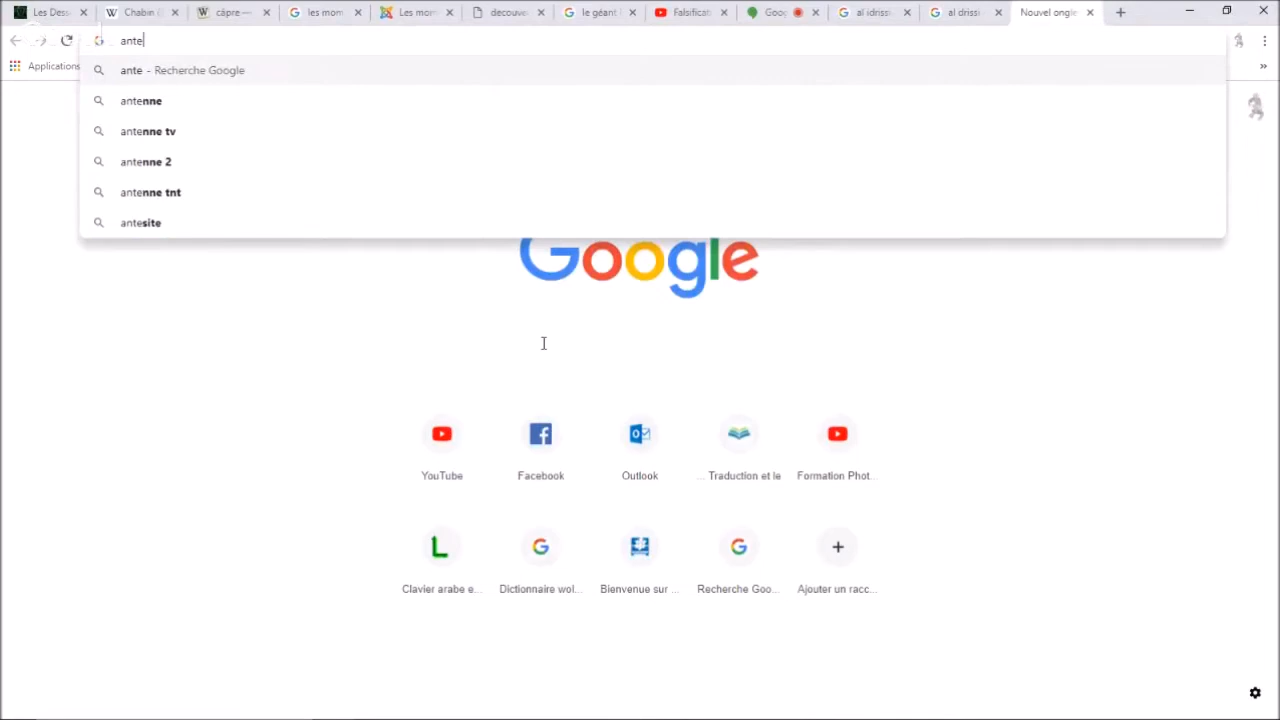 Les Dess
Chabin (
câpre —
les mom
Les mom
decouve
le géant
Falsificat
Goog
al idrissi
al drissi
Nouvel ongle
ante
Applications
ante - Recherche Google
antenne
antenne tv
antenne 2
antenne tnt
antesite
Google
YouTube
Facebook
Outlook
... Traduction et le
Formation Phot...
Clavier arabe e...
Dictionnaire wol...
Bienvenue sur ...
Recherche Goo...
Ajouter un racc...